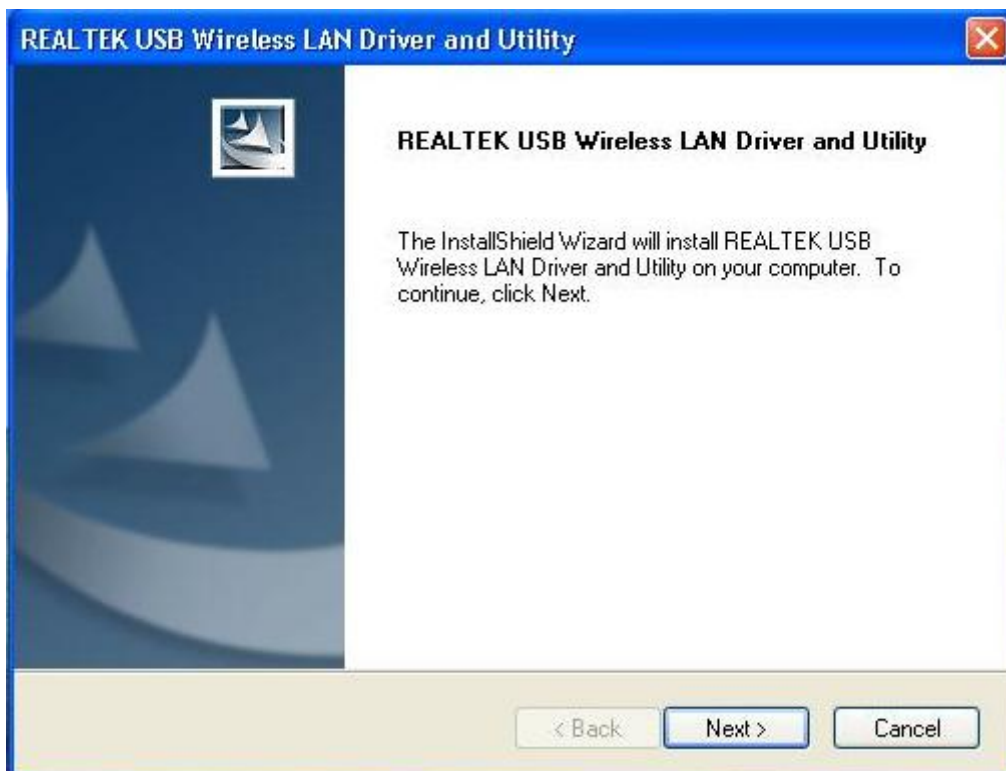 REALTEK USB Wireless LAN Driver and Utility
REALTEK USB Wireless LAN Driver and Utility
The InstallShield Wizard will install REALTEK USB
Wireless LAN Driver and Utility on your computer. To
continue, click Next.
< Back Next > Cancel